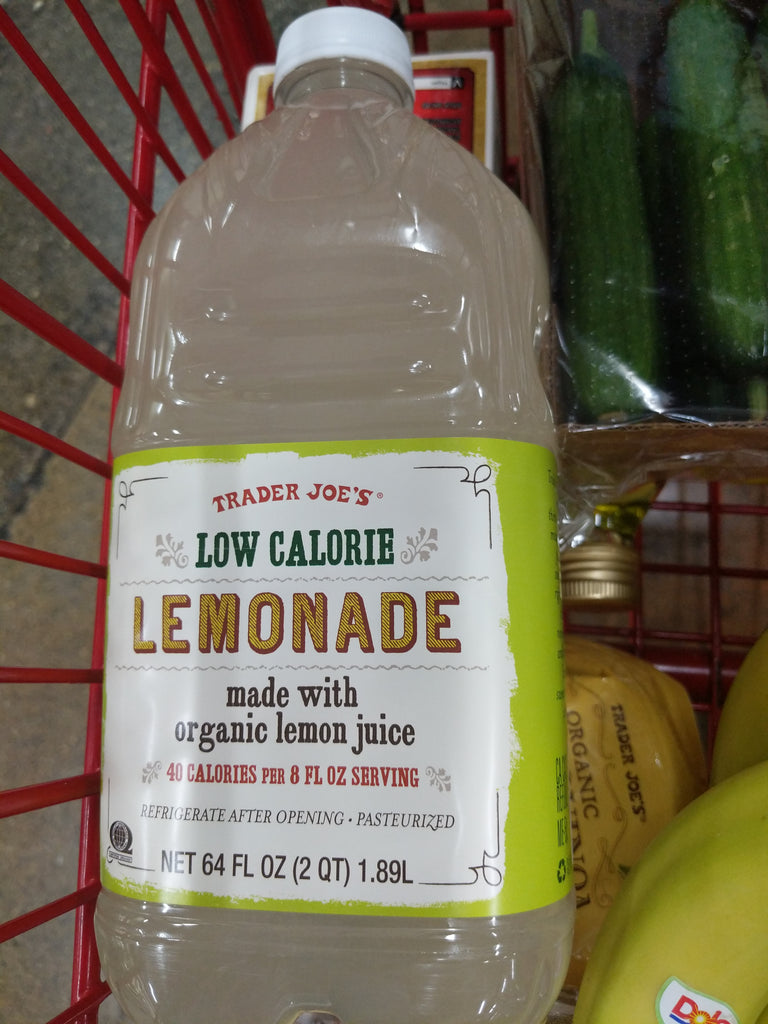 TRADER JOE'S®
LOW CALORIE
LEMONADE
made with
organic lemon juice
40 CALORIES PER 8 FL OZ SERVING
REFRIGERATE AFTER OPENING • PASTEURIZED
NET 64 FL OZ (2 QT) 1.89L
TRADER JOE'S
ORGANIC
Dole